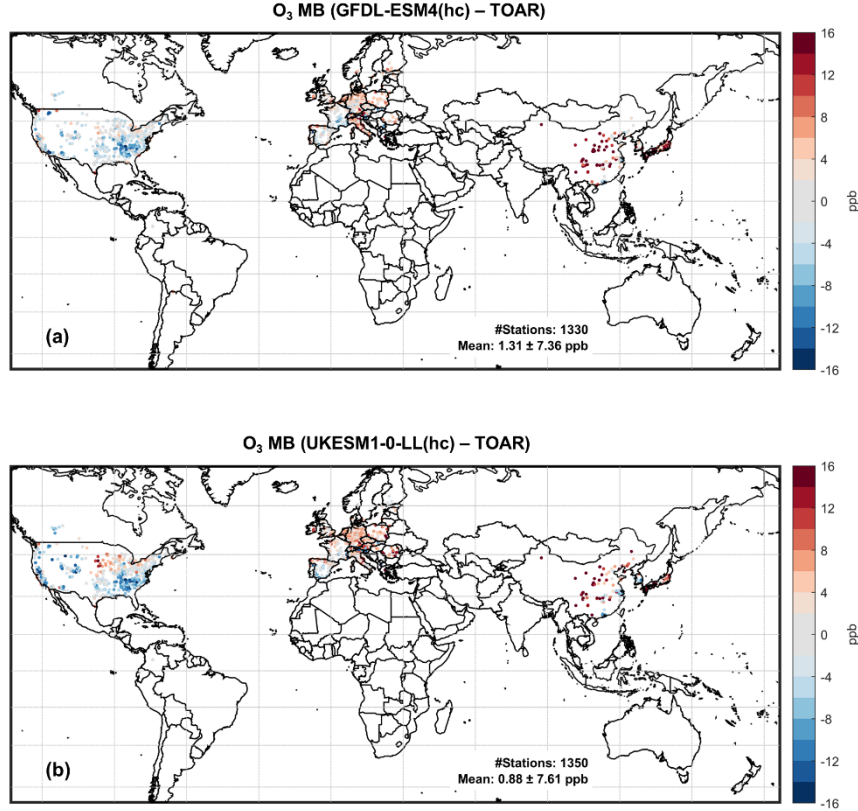 O₃ MB (GFDL-ESM4(hc) – TOAR)
16
12
8
4
0
-4
-8
-12
-16
ppb
(a)
#Stations: 1330
Mean: 1.31 ± 7.36 ppb
O₃ MB (UKESM1-0-LL(hc) – TOAR)
16
12
8
4
0
-4
-8
-12
-16
ppb
(b)
#Stations: 1350
Mean: 0.88 ± 7.61 ppb